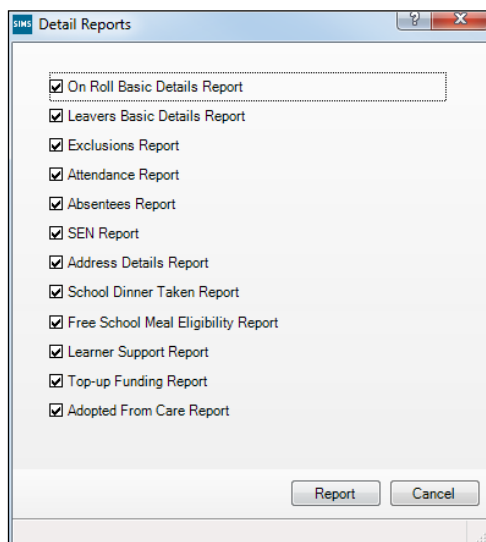 SIMS Detail Reports ? X
On Roll Basic Details Report
Leavers Basic Details Report
Exclusions Report
Attendance Report
Absentees Report
SEN Report
Address Details Report
School Dinner Taken Report
Free School Meal Eligibility Report
Learner Support Report
Top-up Funding Report
Adopted From Care Report
Report Cancel